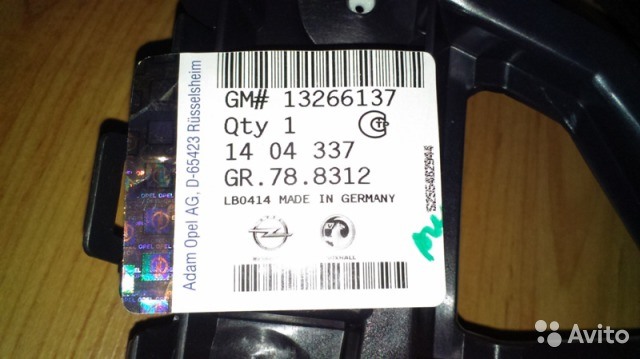 Adam Opel AG, D-65423 Rüsselsheim
GM# 13266137
Qty 1
14 04 337
GR.78.8312
LB0414 MADE IN GERMANY
VAUXHALL
Avito